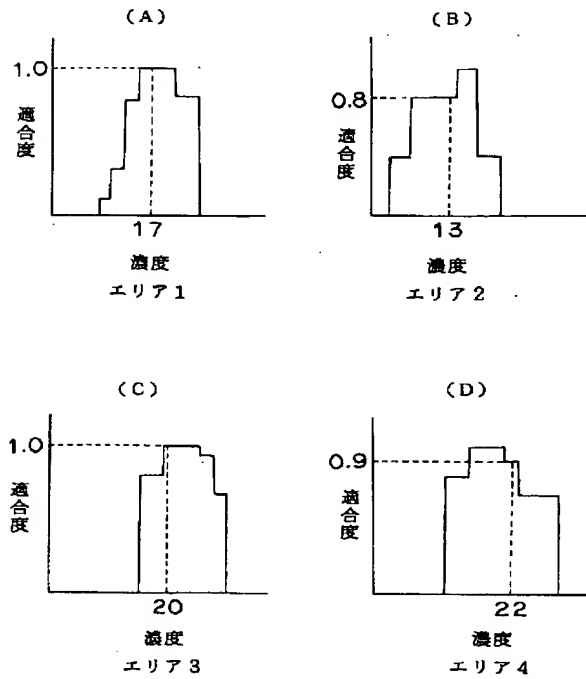 (A)
1.0
適合度
17
濃度
エリア1
(B)
0.8
適合度
13
濃度
エリア2
(C)
1.0
適合度
20
濃度
エリア3
(D)
0.9
適合度
22
濃度
エリア4